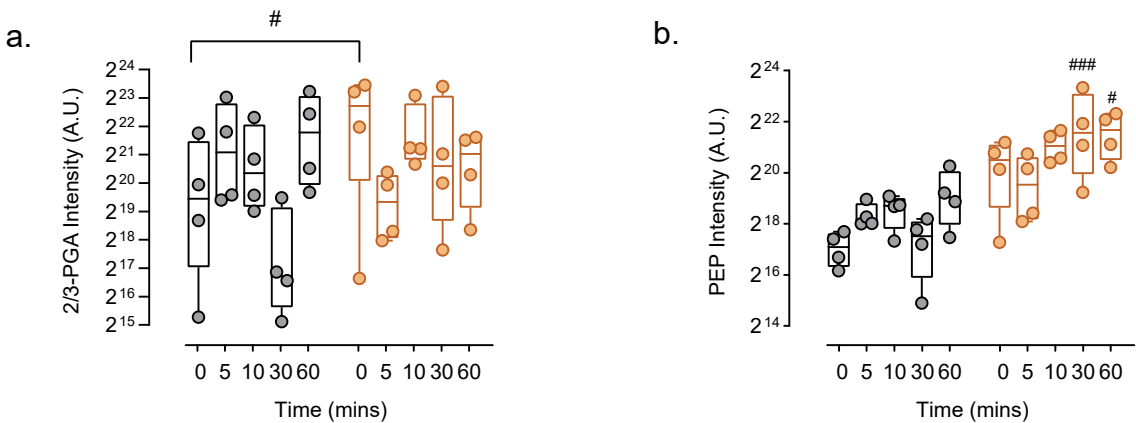 a.
#
2/3-PGA Intensity (A.U.)
2^24
2^23
2^22
2^21
2^20
2^19
2^18
2^17
2^16
2^15
0 5 10 30 60 0 5 10 30 60
Time (mins)
b.
###
#
PEP Intensity (A.U.)
2^24
2^22
2^20
2^18
2^16
2^14
0 5 10 30 60 0 5 10 30 60
Time (mins)